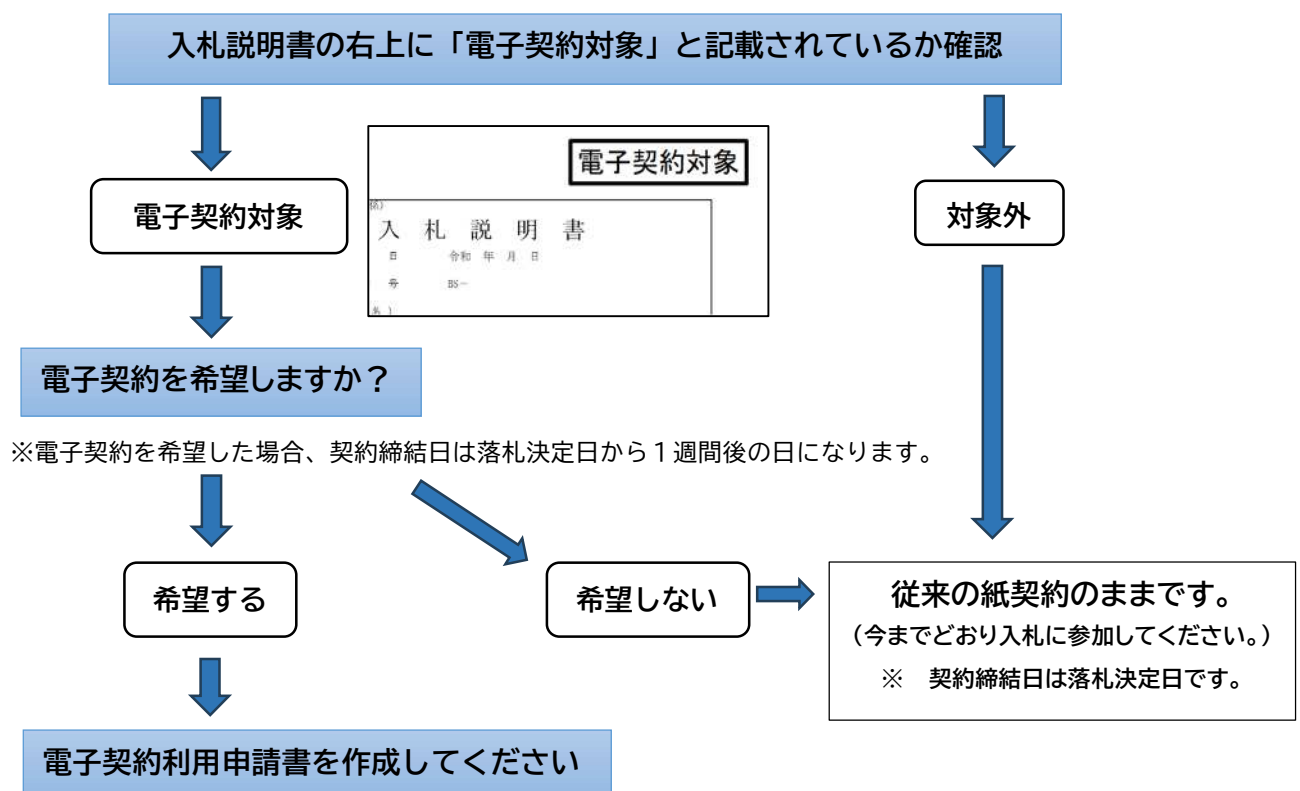 入札説明書の右上に「電子契約対象」と記載されているか確認
電子契約対象
電子契約対象
入札説明書
日 令和 年 月 日
号 BS－
名）
対象外
電子契約を希望しますか？
※電子契約を希望した場合、契約締結日は落札決定日から１週間後の日になります。
希望する
希望しない
従来の紙契約のままです。
（今までどおり入札に参加してください。）
※　契約締結日は落札決定日です。
電子契約利用申請書を作成してください